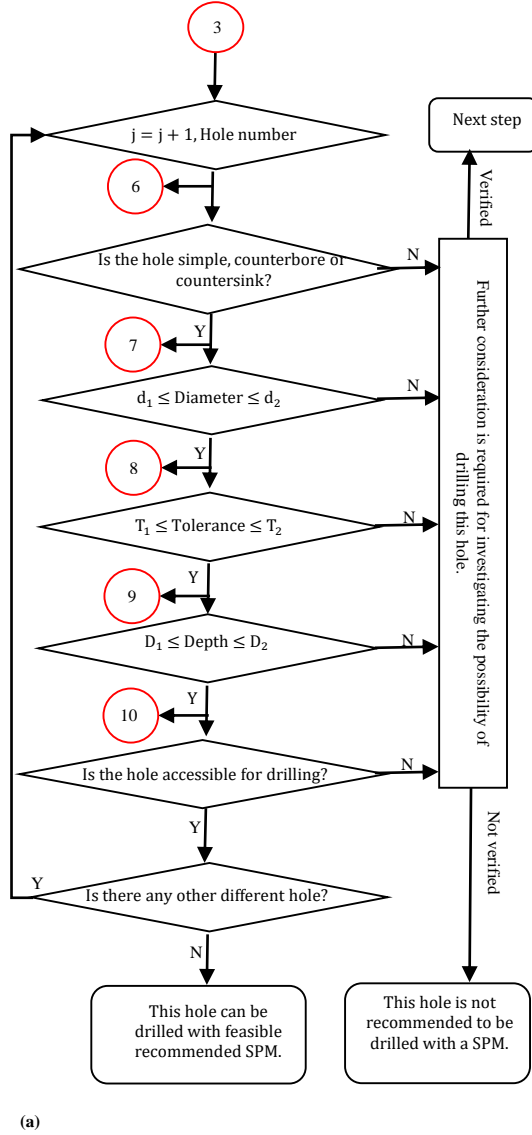 3
j = j + 1, Hole number
Next step
6
Verified
Is the hole simple, counterbore or
countersink?
N
7
Y
d₁ ≤ Diameter ≤ d₂
N
8
Y
T₁ ≤ Tolerance ≤ T₂
N
9
Y
D₁ ≤ Depth ≤ D₂
N
10
Y
Is the hole accessible for drilling?
N
Further consideration is required for investigating the possibility of
drilling this hole.
Y
Not verified
Y
Is there any other different hole?
N
This hole can be
drilled with feasible
recommended SPM.
This hole is not
recommended to be
drilled with a SPM.
(a)